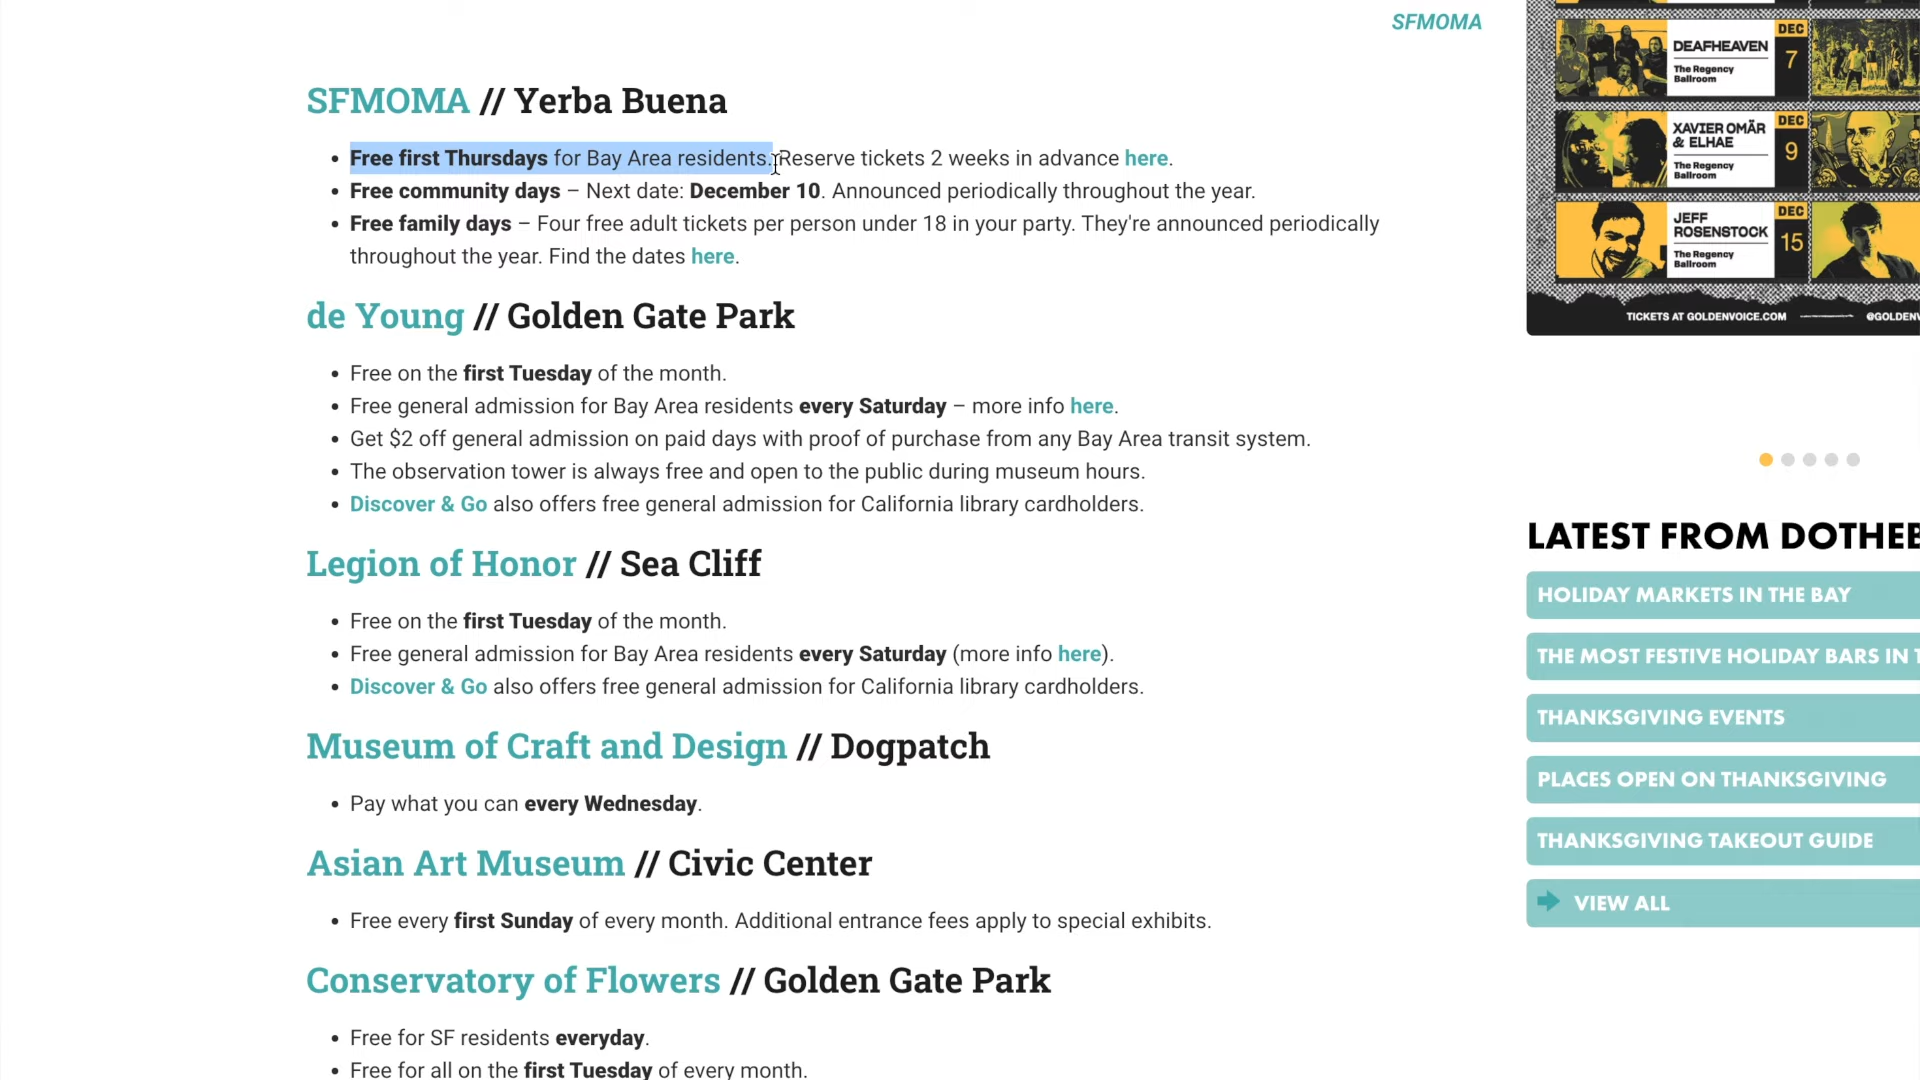 SFMOMA
SFMOMA // Yerba Buena
Free first Thursdays for Bay Area residents. Reserve tickets 2 weeks in advance here.
Free community days – Next date: December 10. Announced periodically throughout the year.
Free family days – Four free adult tickets per person under 18 in your party. They're announced periodically
throughout the year. Find the dates here.
de Young // Golden Gate Park
Free on the first Tuesday of the month.
Free general admission for Bay Area residents every Saturday – more info here.
Get $2 off general admission on paid days with proof of purchase from any Bay Area transit system.
The observation tower is always free and open to the public during museum hours.
Discover & Go also offers free general admission for California library cardholders.
Legion of Honor // Sea Cliff
Free on the first Tuesday of the month.
Free general admission for Bay Area residents every Saturday (more info here).
Discover & Go also offers free general admission for California library cardholders.
Museum of Craft and Design // Dogpatch
Pay what you can every Wednesday.
Asian Art Museum // Civic Center
Free every first Sunday of every month. Additional entrance fees apply to special exhibits.
Conservatory of Flowers // Golden Gate Park
Free for SF residents everyday.
Free for all on the first Tuesday of every month.
DEAFHEAVEN
The Regency
Ballroom
DEC
7
XAVIER OMÄR
& ELHAE
The Regency
Ballroom
DEC
9
JEFF
ROSENSTOCK
The Regency
Ballroom
DEC
15
TICKETS AT GOLDENVOICE.COM @GOLDENV
LATEST FROM DOTHEB
HOLIDAY MARKETS IN THE BAY
THE MOST FESTIVE HOLIDAY BARS IN T
THANKSGIVING EVENTS
PLACES OPEN ON THANKSGIVING
THANKSGIVING TAKEOUT GUIDE
VIEW ALL